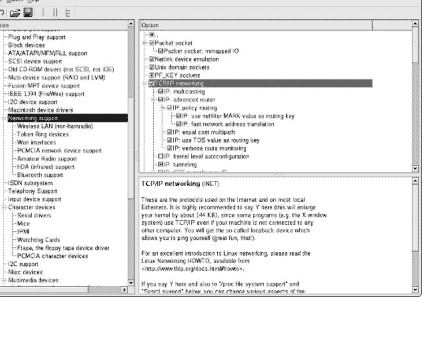 Option
Plug and Play support
Block devices
ATA/ATAPI/MFM/RLL support
SCSI device support
Old CD-ROM drivers (not SCSI, not IDE)
Multi-device support (RAID and LVM)
Fusion MPT device support
IEEE 1394 (FireWire) support
I2O device support
Macintosh device drivers
Networking support
Wireless LAN (non-hamradio)
Token Ring devices
Wan interfaces
PCMCIA network device support
Amateur Radio support
IrDA (infrared) support
Bluetooth support
ISDN subsystem
Telephony Support
Input device support
Character devices
Serial drivers
Mice
IPMI
Watchdog Cards
Ftape, the floppy tape device driver
PCMCIA character devices
I2C support
Misc devices
Multimedia devices
Option
Packet socket
Packet socket: mmapped IO
Netlink device emulation
Unix domain sockets
PF_KEY sockets
TCP/IP networking
IP: multicasting
IP: advanced router
IP: policy routing
IP: use netfilter MARK value as routing key
IP: fast network address translation
IP: equal cost multipath
IP: use TOS value as routing key
IP: verbose route monitoring
IP: kernel level autoconfiguration
IP: tunneling
TCP/IP networking (INET)
These are the protocols used on the Internet and on most local
Ethernets. It is highly recommended to say Y here (this will enlarge
your kernel by about 144 KB), since some programs (e.g. the X window
system) use TCP/IP even if your machine is not connected to any
other computer. You will get the so-called loopback device which
allows you to ping yourself (great fun, that!).
For an excellent introduction to Linux networking, please read the
Linux Networking HOWTO, available from
<http://www.tldp.org/docs.html#howto>.
If you say Y here and also to "/proc file system support" and
"Sysctl support" below, you can change various aspects of the